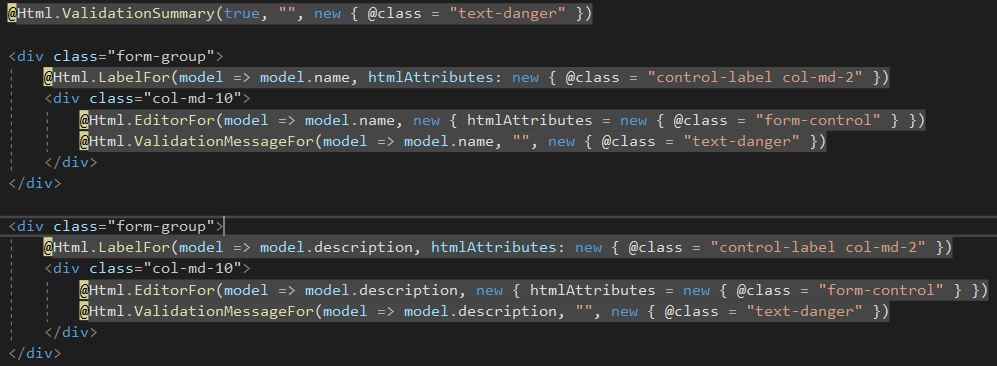 @Html.ValidationSummary(true, "", new { @class = "text-danger" })
<div class="form-group">
@Html.LabelFor(model => model.name, htmlAttributes: new { @class = "control-label col-md-2" })
<div class="col-md-10">
@Html.EditorFor(model => model.name, new { htmlAttributes = new { @class = "form-control" } })
@Html.ValidationMessageFor(model => model.name, "", new { @class = "text-danger" })
</div>
</div>
<div class="form-group">
@Html.LabelFor(model => model.description, htmlAttributes: new { @class = "control-label col-md-2" })
<div class="col-md-10">
@Html.EditorFor(model => model.description, new { htmlAttributes = new { @class = "form-control" } })
@Html.ValidationMessageFor(model => model.description, "", new { @class = "text-danger" })
</div>
</div>